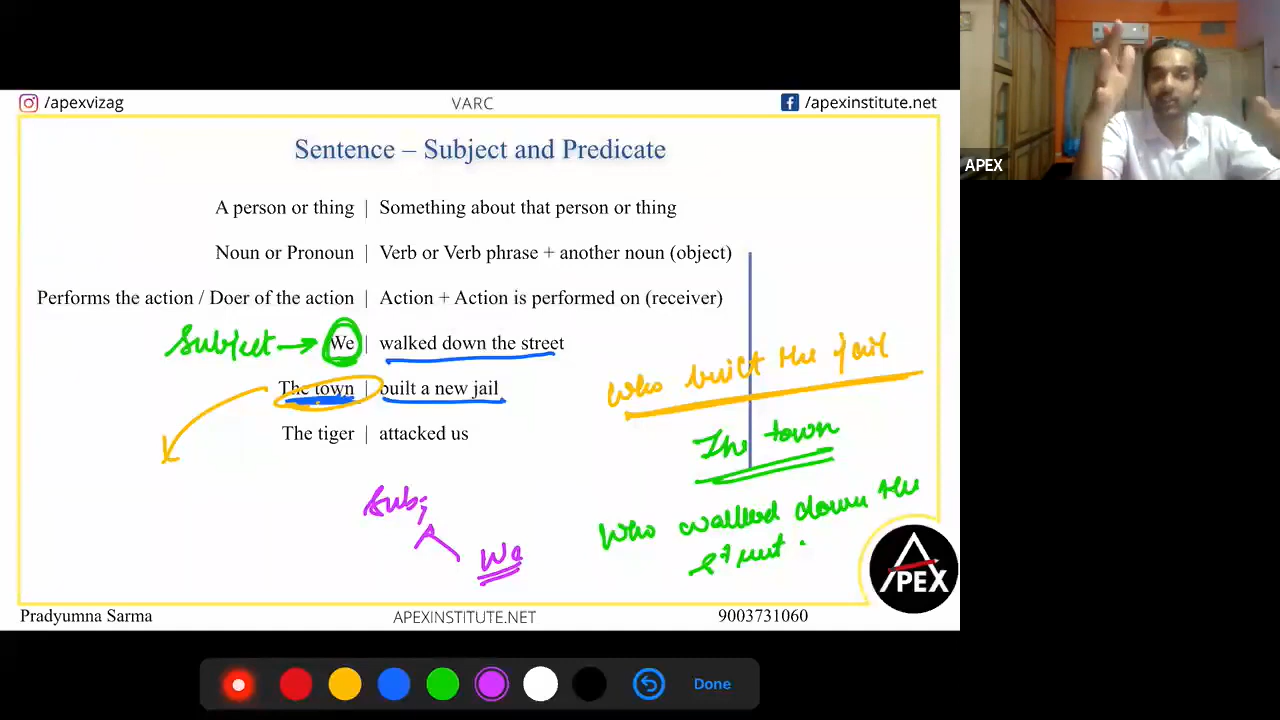 /apexvizag
VARC
/apexinstitute.net
Sentence – Subject and Predicate
A person or thing | Something about that person or thing
Noun or Pronoun | Verb or Verb phrase + another noun (object)
Performs the action / Doer of the action | Action + Action is performed on (receiver)
Subject → We | walked down the street
The town | built a new jail
The tiger | attacked us
who built the jail
The town
Sub;
We
Who walked down the
street.
APEX
Pradyumna Sarma
APEXINSTITUTE.NET
9003731060
APEX
Done